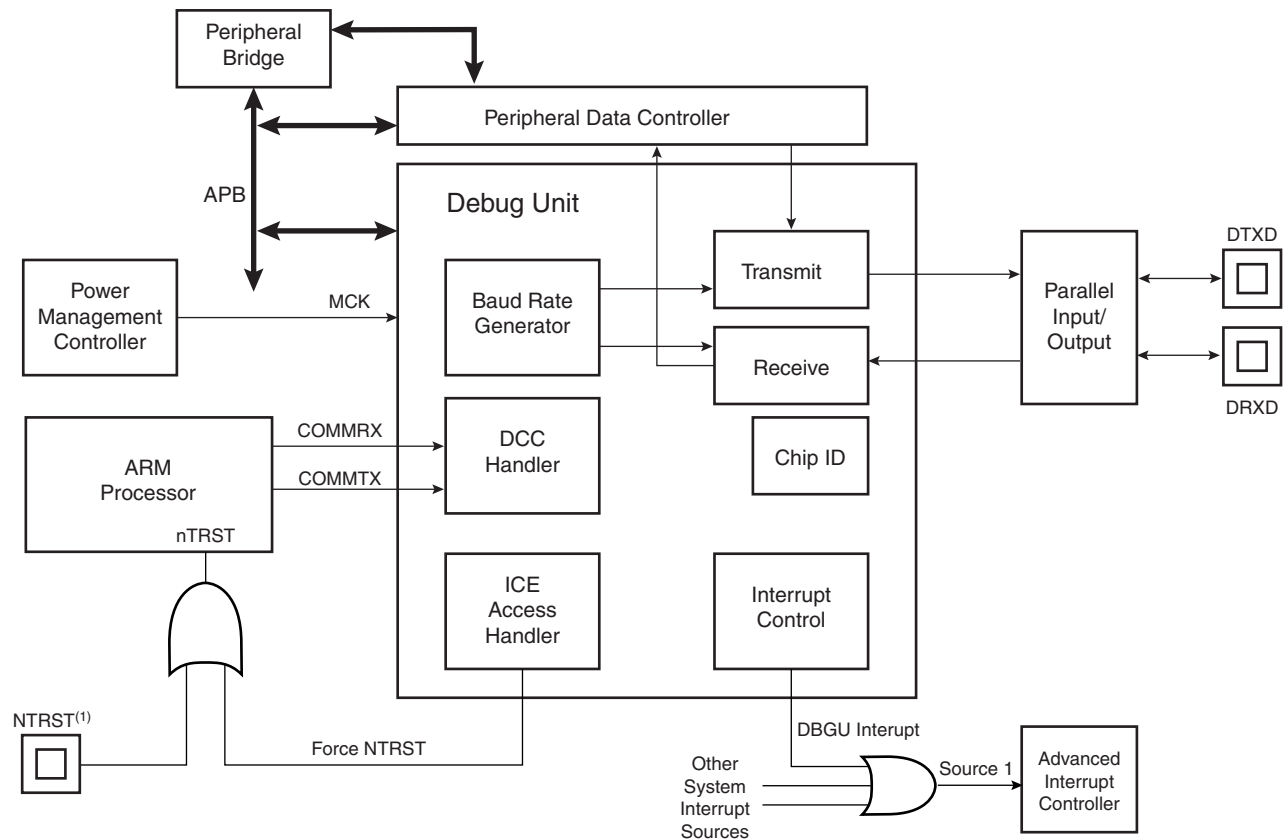 Peripheral
Bridge
Peripheral Data Controller
APB
Debug Unit
Power
Management
Controller
MCK
Baud Rate
Generator
Transmit
Receive
Parallel
Input/
Output
DTXD
DRXD
ARM
Processor
nTRST
COMMRX
COMMTX
DCC
Handler
Chip ID
ICE
Access
Handler
Interrupt
Control
NTRST(1)
Force NTRST
DBGU Interupt
Other
System
Interrupt
Sources
Source 1
Advanced
Interrupt
Controller